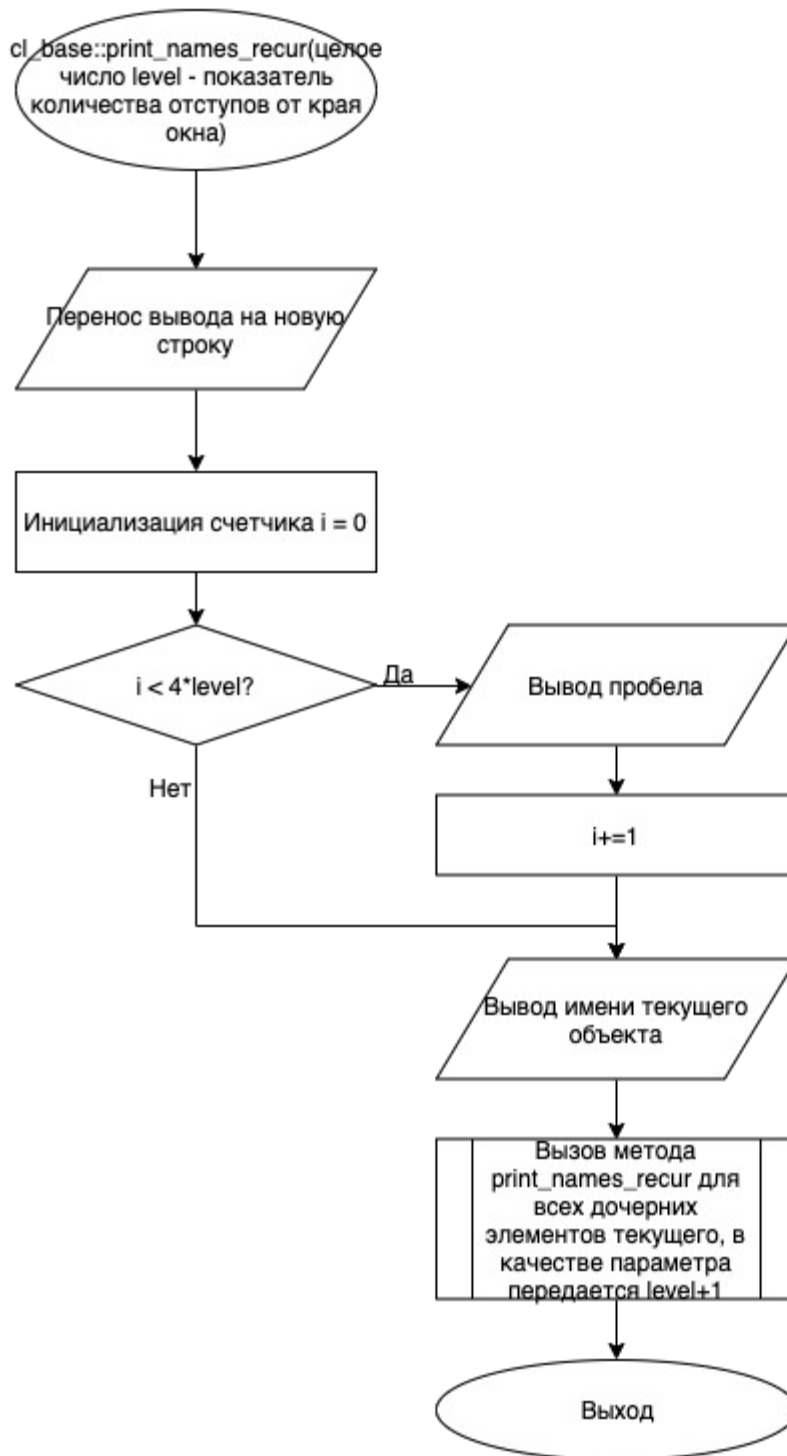 cl_base::print_names_recur(целое
число level - показатель
количества отступов от края
окна)
Перенос вывода на новую
строку
Инициализация счетчика i = 0
i < 4*level?
Да
Вывод пробела
Нет
i+=1
Вывод имени текущего
объекта
Вызов метода
print_names_recur для
всех дочерних
элементов текущего, в
качестве параметра
передается level+1
Выход